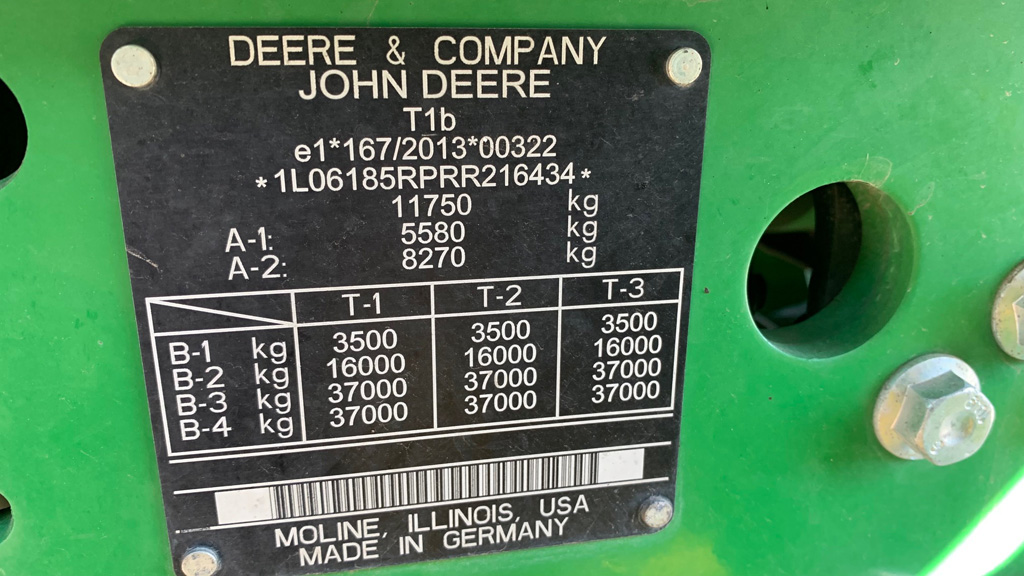 DEERE & COMPANY
JOHN DEERE
T1b
e1*167/2013*00322
*1L06185RPRR216434*
11750 kg
A-1: 5580 kg
A-2: 8270 kg
T-1 T-2 T-3
B-1 kg 3500 3500 3500
B-2 kg 16000 16000 16000
B-3 kg 37000 37000 37000
B-4 kg 37000 37000 37000
MOLINE, ILLINOIS, USA
MADE IN GERMANY